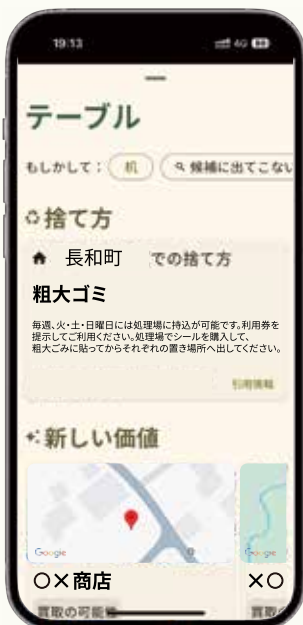 19:13
4G
テーブル
もしかして： 机 候補に出てこない
捨て方
長和町 での捨て方
粗大ゴミ
毎週、火・土・日曜日には処理場に持込が可能です。利用券を
提示してご利用ください。処理場でシールを購入して、
粗大ごみに貼ってからそれぞれの置き場所へ出してください。
引用情報
新しい価値
Google
Google
○×商店 ×○
買取の可能性 買取